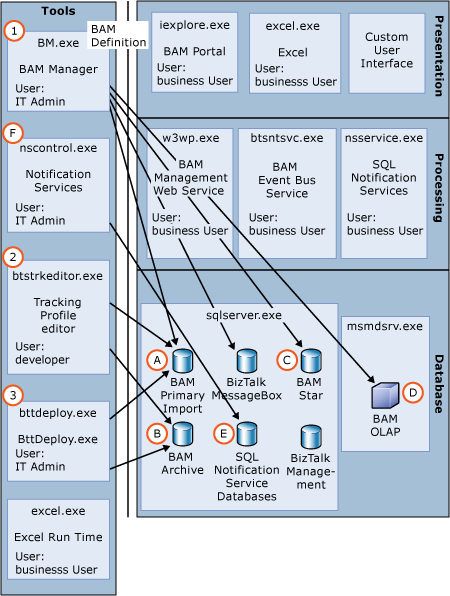 Tools
1
BM.exe
BAM Manager
User:
IT Admin
BAM
Definition
F
nscontrol.exe
Notification
Services
User:
IT Admin
2
btstrkeditor.exe
Tracking
Profile
editor
User:
developer
3
bttdeploy.exe
BttDeploy.exe
User:
IT Admin
excel.exe
Excel Run Time
User:
businesss User
Presentation
iexplore.exe
BAM Portal
User:
businesss User
excel.exe
Excel
User:
businesss User
Custom
User
Interface
Processing
w3wp.exe
BAM
Management
Web Service
User:
business User
btsntsvc.exe
BAM
Event Bus
Service
User:
business User
nsservice.exe
SQL
Notification
Services
User:
business User
Database
sqlserver.exe
A
BAM
Primary
Import
BizTalk
MessageBox
C
BAM
Star
B
BAM
Archive
E
SQL
Notification
Service
Databases
BizTalk
Manage-
ment
msmdsrv.exe
D
BAM
OLAP